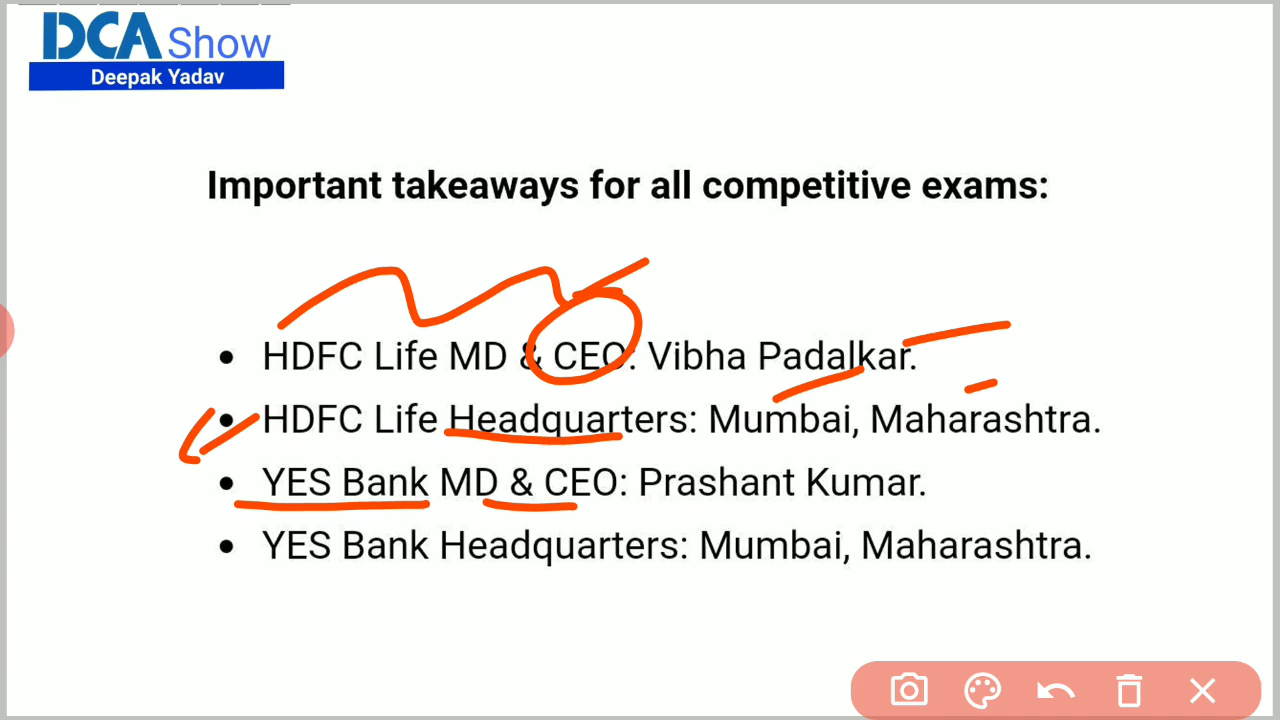 DCA Show
Deepak Yadav
Important takeaways for all competitive exams:
• HDFC Life MD & CEO: Vibha Padalkar.
• HDFC Life Headquarters: Mumbai, Maharashtra.
• YES Bank MD & CEO: Prashant Kumar.
• YES Bank Headquarters: Mumbai, Maharashtra.